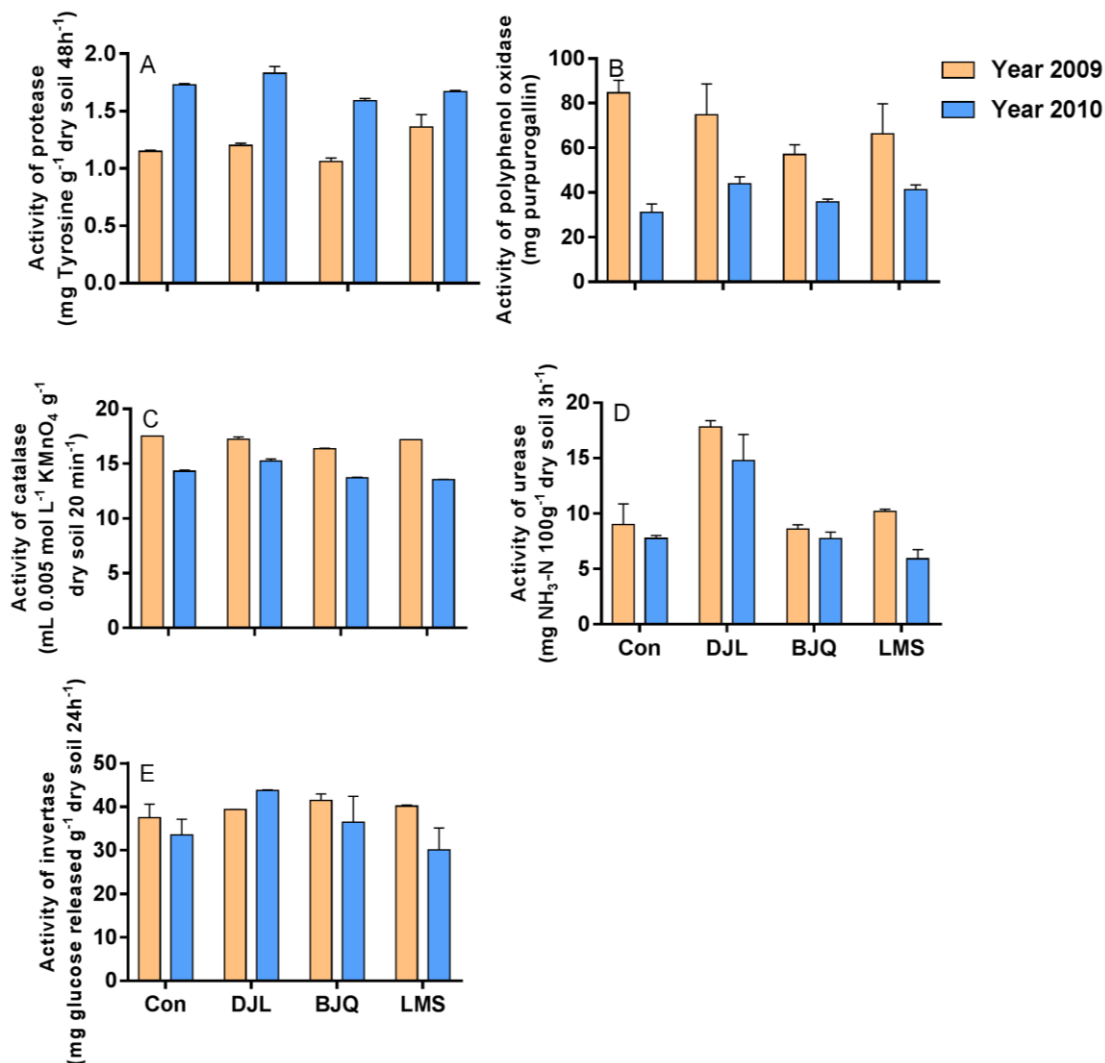 Activity of protease
(mg Tyrosine g⁻¹ dry soil 48h⁻¹)
A
2.0
1.5
1.0
0.5
0.0
Activity of polyphenol oxidase
(mg purpurogallin)
B
100
80
60
40
20
0
Year 2009
Year 2010
Activity of catalase
(mL 0.005 mol L⁻¹ KMnO₄ g⁻¹
dry soil 20 min⁻¹)
C
20
15
10
5
0
Activity of urease
(mg NH₃-N 100g⁻¹ dry soil 3h⁻¹)
D
20
15
10
5
0
Con DJL BJQ LMS
Activity of invertase
(mg glucose released g⁻¹ dry soil 24h⁻¹)
E
50
40
30
20
10
0
Con DJL BJQ LMS